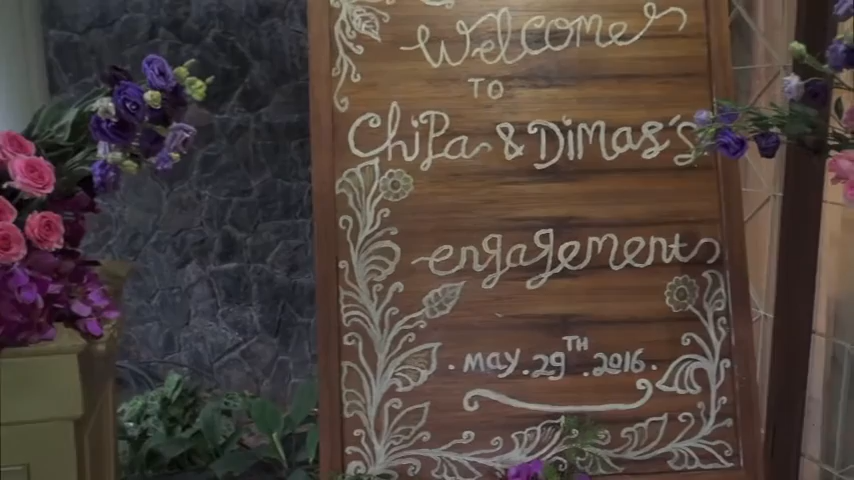 Welcome
TO
Chipa & Dimas's
engagement
. May . 29TH . 2016 .